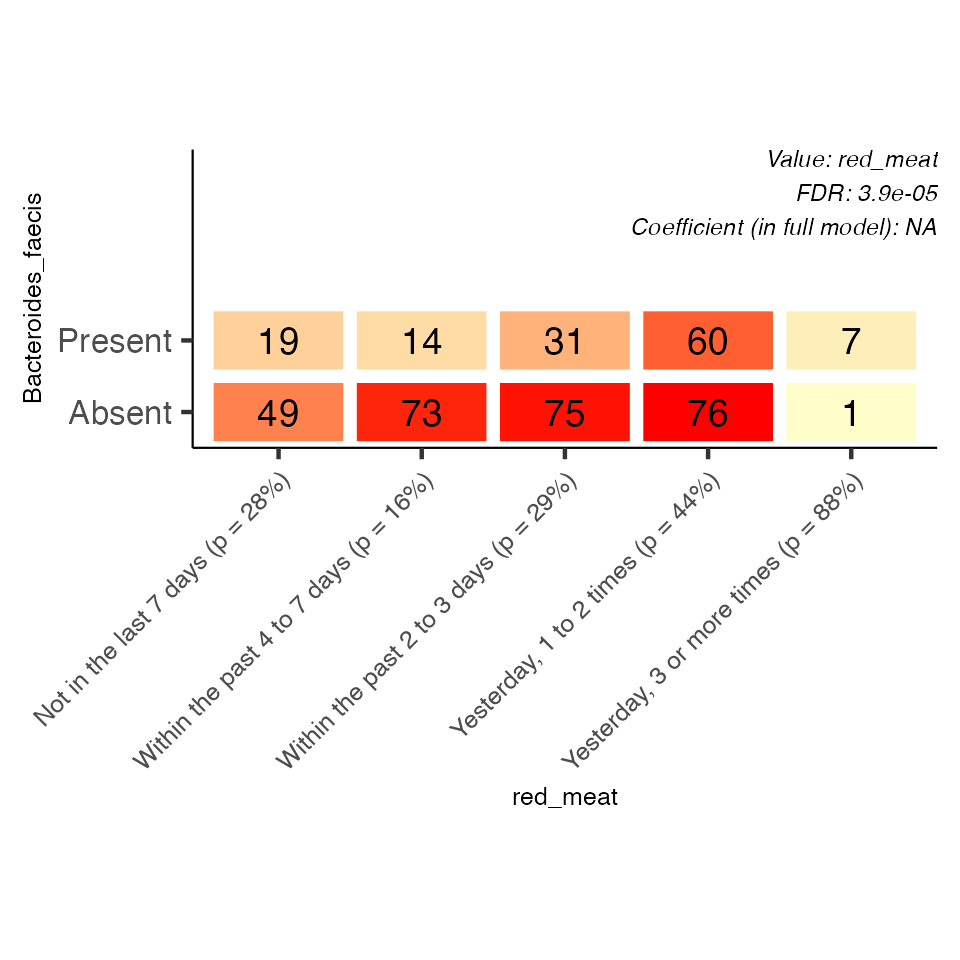 Value: red_meat
FDR: 3.9e-05
Coefficient (in full model): NA
Bacteroides_faecis
Present
19
14
31
60
7
Absent
49
73
75
76
1
Not in the last 7 days (p = 28%)
Within the past 4 to 7 days (p = 16%)
Within the past 2 to 3 days (p = 29%)
Yesterday, 1 to 2 times (p = 44%)
Yesterday, 3 or more times (p = 88%)
red_meat